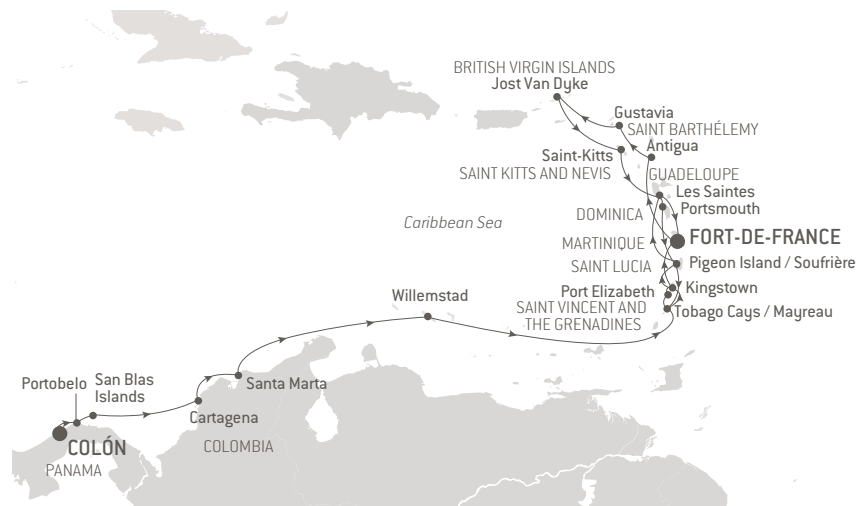 BRITISH VIRGIN ISLANDS
Jost Van Dyke
Gustavia
SAINT BARTHÉLEMY
Antigua
Saint-Kitts
SAINT KITTS AND NEVIS
GUADELOUPE
Les Saintes
Portsmouth
DOMINICA
Caribbean Sea
FORT-DE-FRANCE
MARTINIQUE
Pigeon Island / Soufrière
SAINT LUCIA
Kingstown
Port Elizabeth
Willemstad
SAINT VINCENT AND
THE GRENADINES
Tobago Cays / Mayreau
Portobelo
San Blas
Islands
Santa Marta
Cartagena
COLÓN
COLOMBIA
PANAMA